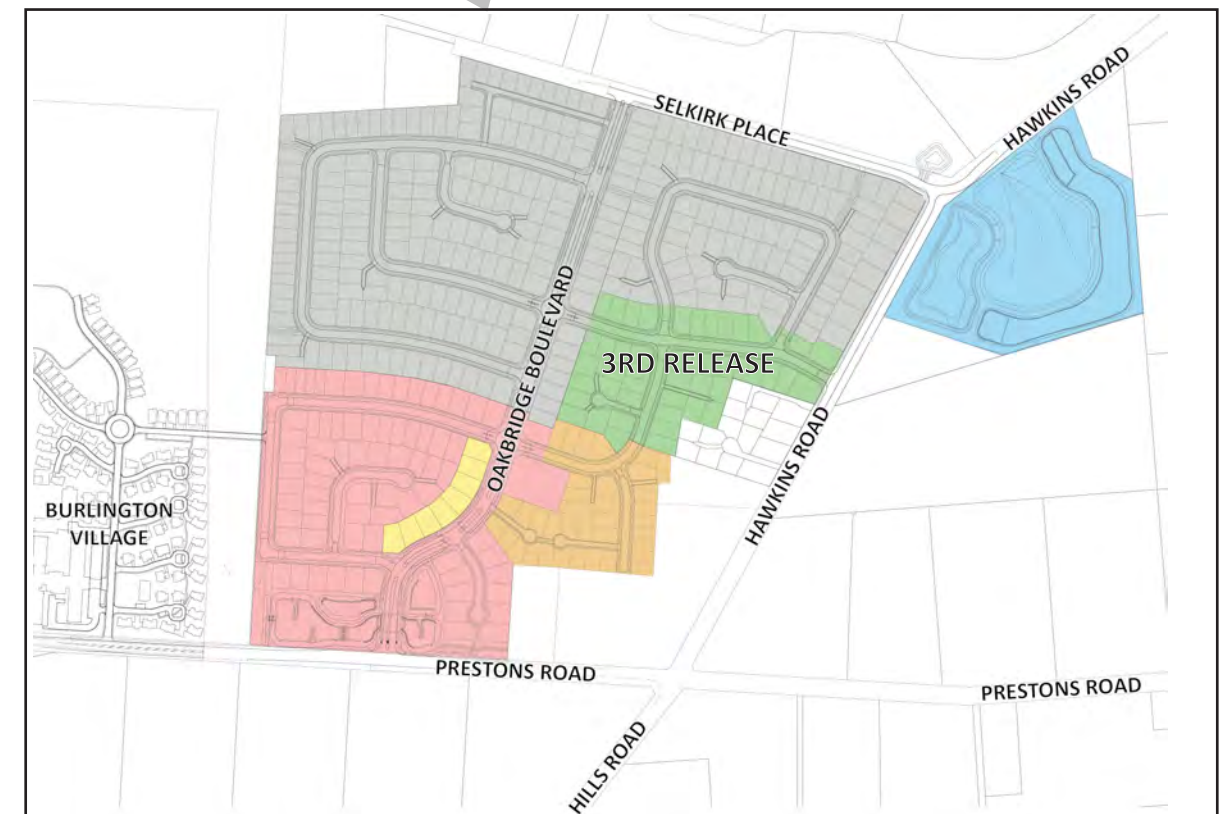 SELKIRK PLACE
HAWKINS ROAD
OAKBRIDGE BOULEVARD
3RD RELEASE
HAWKINS ROAD
BURLINGTON
VILLAGE
PRESTONS ROAD
PRESTONS ROAD
HILLS ROAD